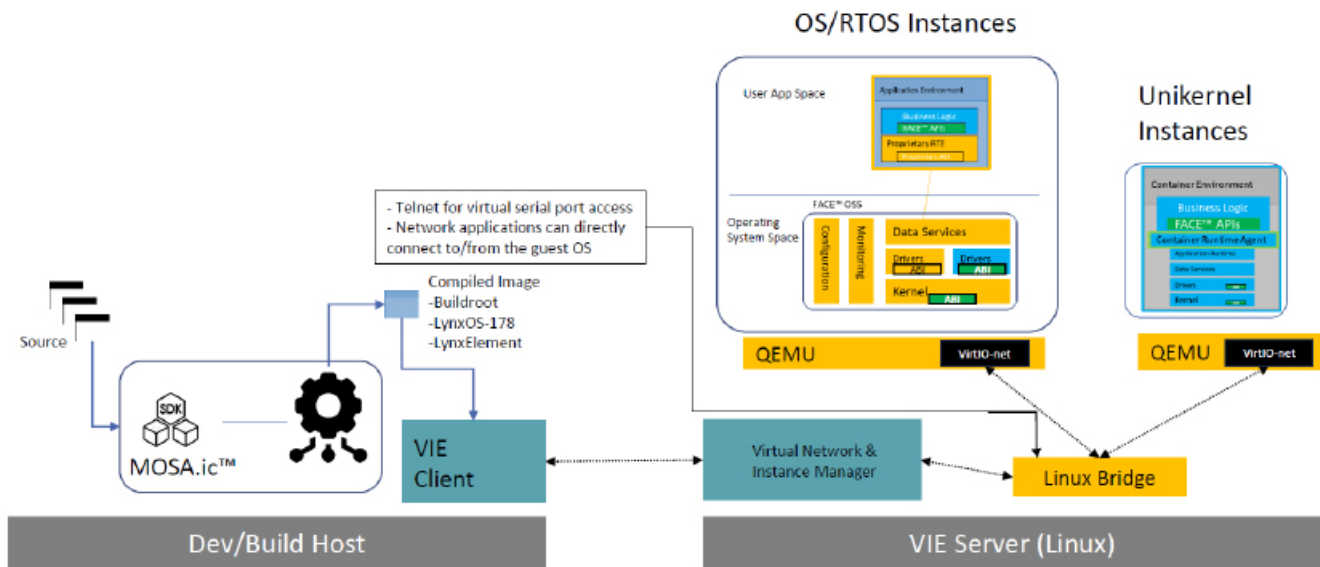 OS/RTOS Instances
User App Space
Application Environment
Business Logic
FACE™ APIs
Proprietary RTE
FACE™ OSS
Operating
System Space
Configuration
Monitoring
Data Services
Drivers
ABI
Drivers
ABI
Kernel
ABI
QEMU
VirtIO-net
Unikernel
Instances
Container Environment
Business Logic
FACE™ APIs
Container Runtime Agent
Application Runtime
Data Services
Drivers
Kernel
QEMU
VirtIO-net
- Telnet for virtual serial port access
- Network applications can directly
connect to/from the guest OS
Compiled Image
-Buildroot
-LynxOS-178
-LynxElement
Source
SDK
MOSA.ic™
VIE
Client
Virtual Network &
Instance Manager
Linux Bridge
Dev/Build Host
VIE Server (Linux)